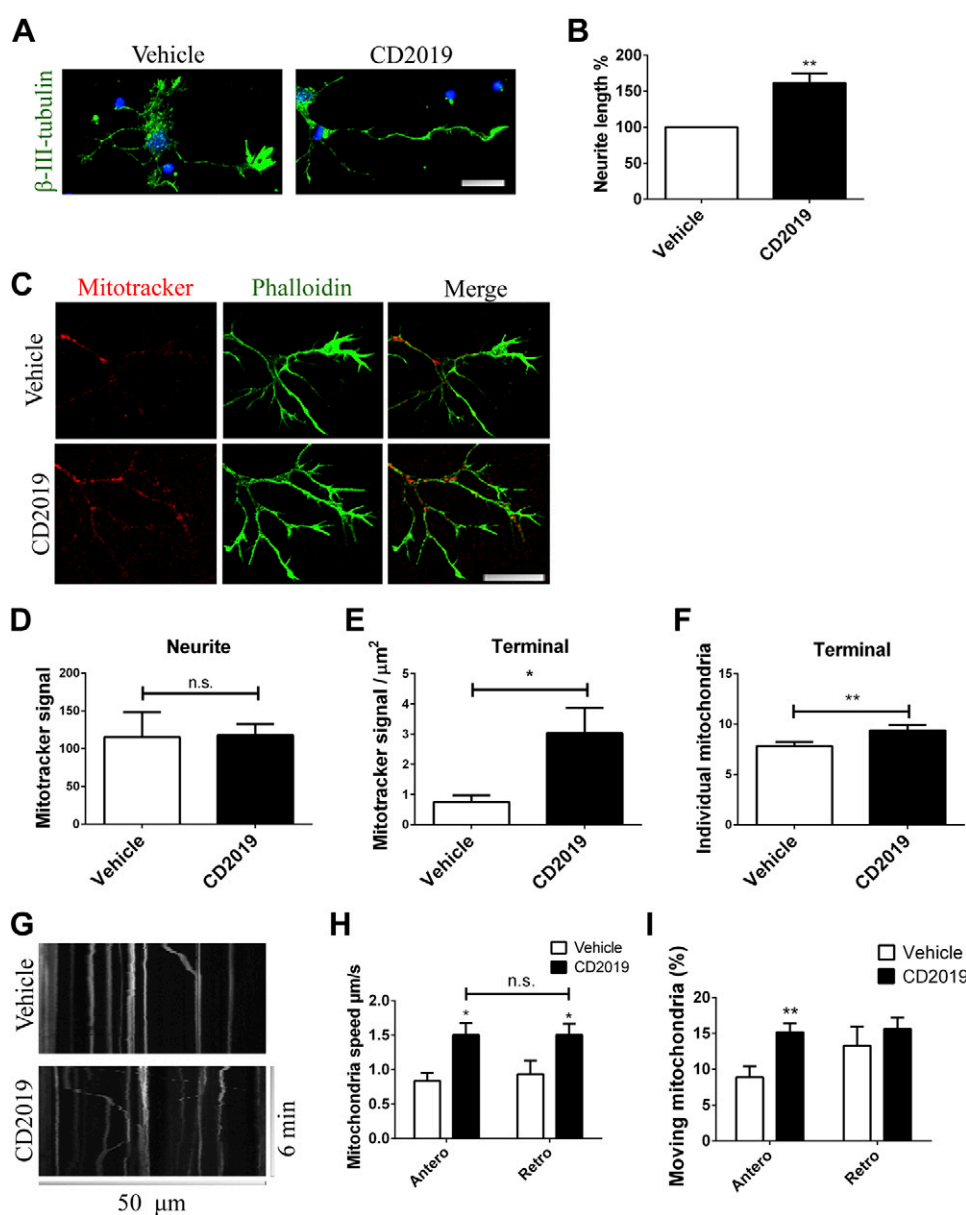 A
Vehicle
CD2019
β-III-tubulin
B
Neurite length %
200
150
100
50
0
**
Vehicle
CD2019
C
Mitotracker
Phalloidin
Merge
Vehicle
CD2019
D
Neurite
Mitotracker signal
200
150
100
50
0
n.s.
Vehicle
CD2019
E
Terminal
Mitotracker signal / μm²
5
4
3
2
1
0
*
Vehicle
CD2019
F
Terminal
Individual mitochondria
15
10
5
0
**
Vehicle
CD2019
G
Vehicle
CD2019
6 min
50 μm
H
Vehicle
CD2019
Mitochondria speed μm/s
2.0
1.5
1.0
0.5
0.0
n.s.
*
*
Antero
Retro
I
Vehicle
CD2019
Moving mitochondria (%)
20
15
10
5
0
**
Antero
Retro